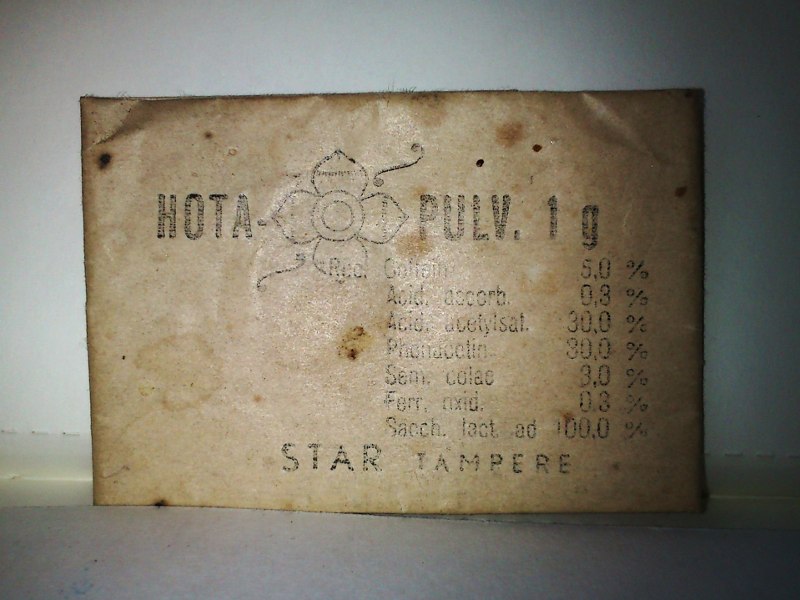 HOTA- PULV. 1 g
Rec. Coffein. 5,0 %
Acid. ascorb. 0,3 %
Acid. acetylsal. 30,0 %
Phenacetin. 30,0 %
Sem. colae 3,0 %
Ferr. oxid. 0,3 %
Sacch. lact. ad 100,0 %
STAR TAMPERE